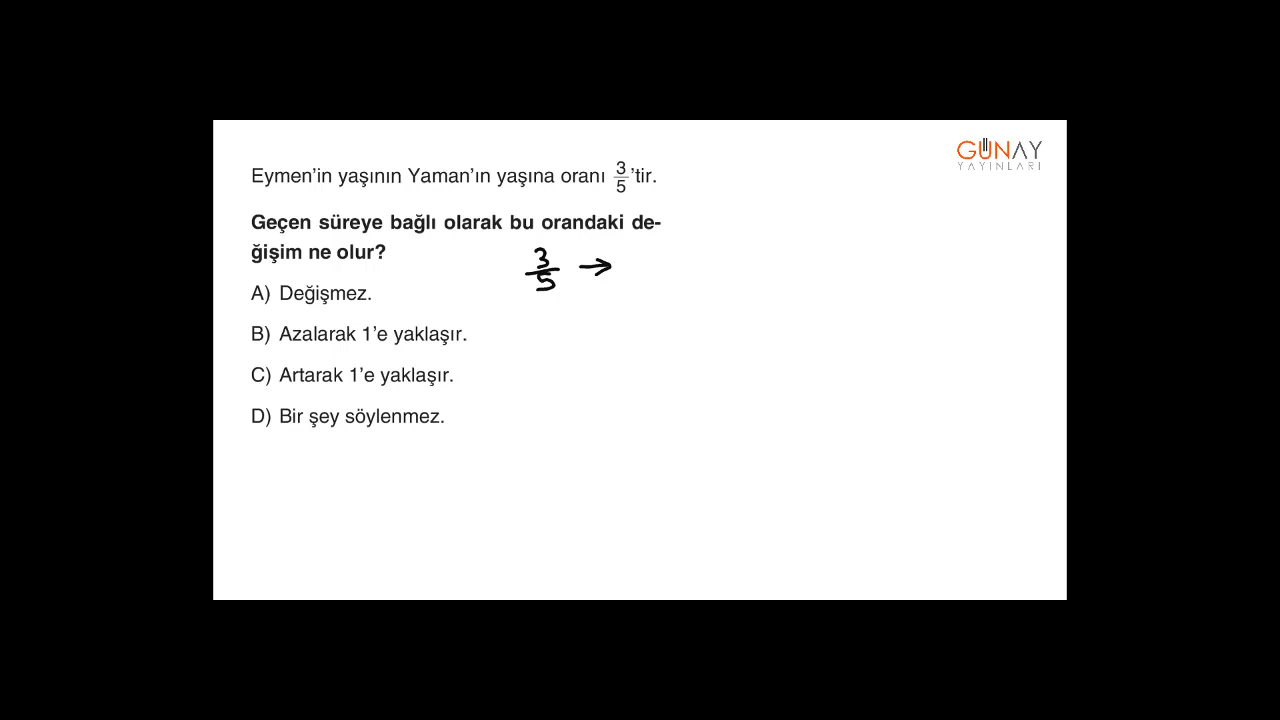 GÜNAY
YAYINLARI
Eymen'in yaşının Yaman'ın yaşına oranı 3/5'tir.
Geçen süreye bağlı olarak bu orandaki de-
ğişim ne olur?
3/5 →
A) Değişmez.
B) Azalarak 1'e yaklaşır.
C) Artarak 1'e yaklaşır.
D) Bir şey söylenmez.